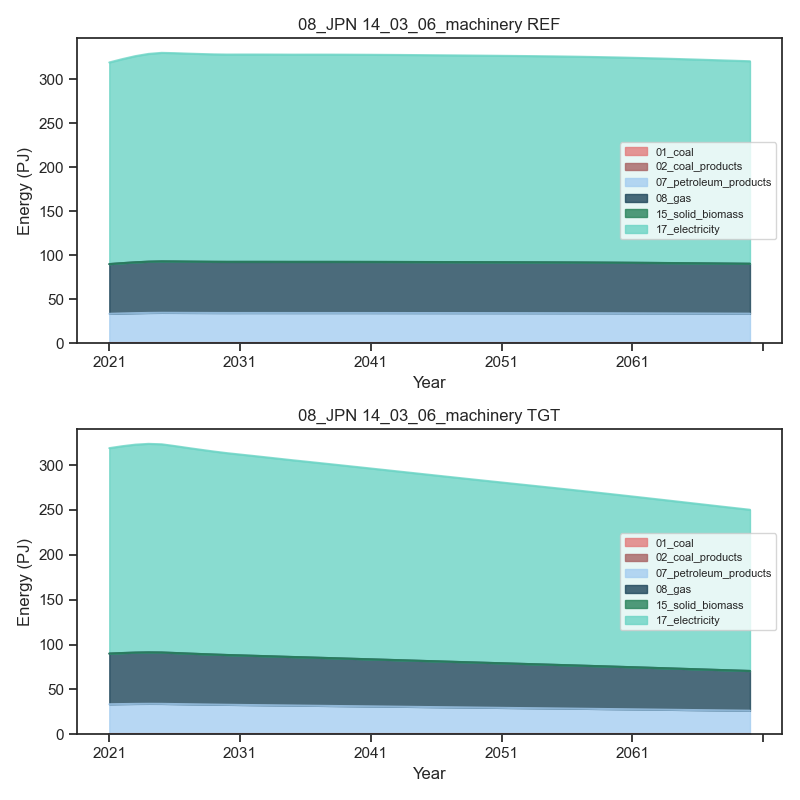 08_JPN 14_03_06_machinery REF
300
250
200
150
100
50
0
Energy (PJ)
01_coal
02_coal_products
07_petroleum_products
08_gas
15_solid_biomass
17_electricity
2021 2031 2041 2051 2061
Year
08_JPN 14_03_06_machinery TGT
300
250
200
150
100
50
0
Energy (PJ)
01_coal
02_coal_products
07_petroleum_products
08_gas
15_solid_biomass
17_electricity
2021 2031 2041 2051 2061
Year